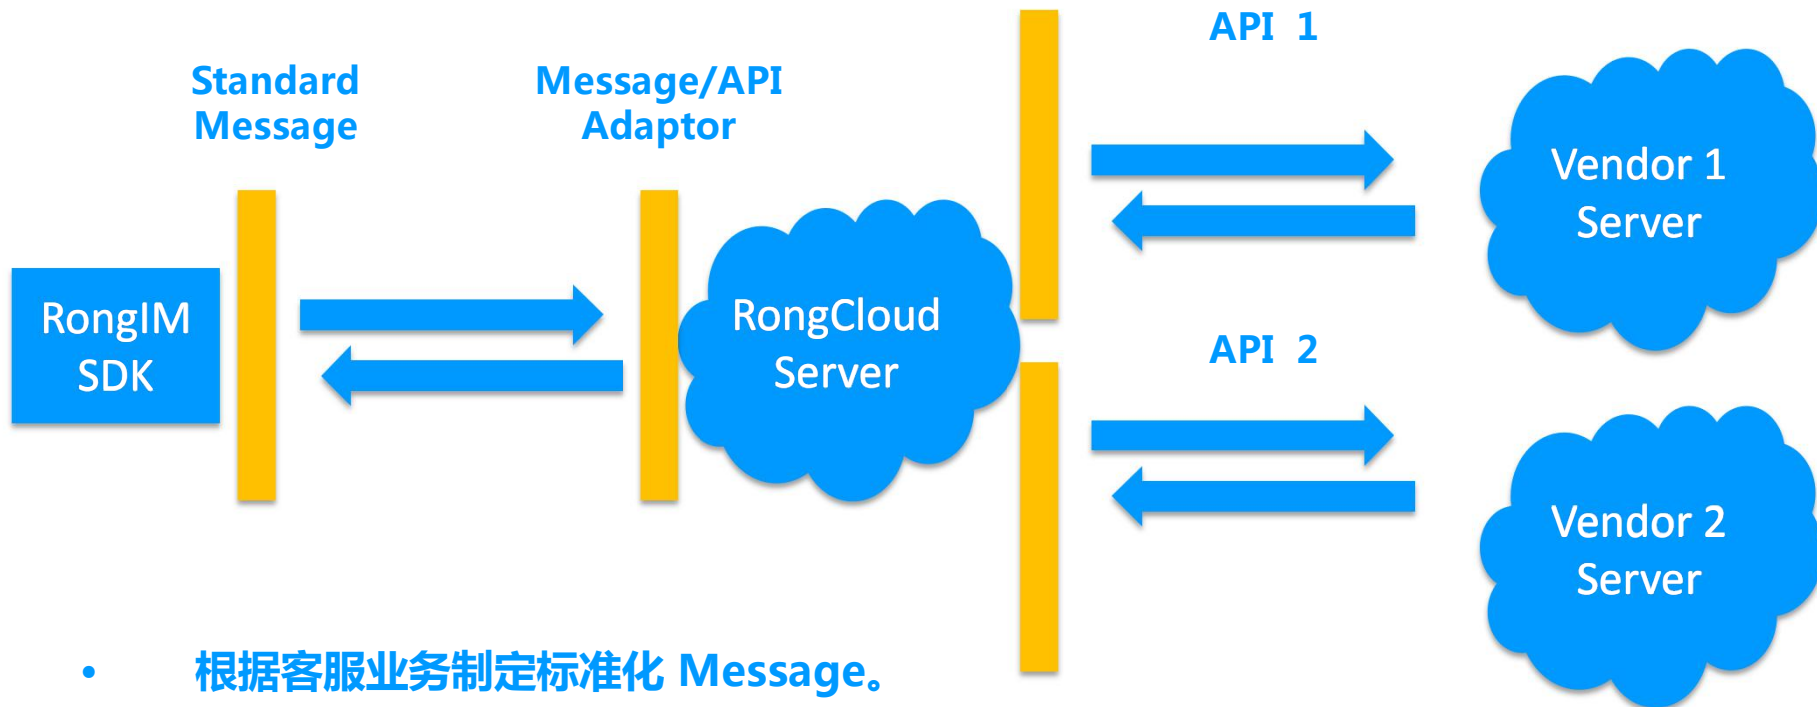 API 1
Standard
Message
Message/API
Adaptor
Vendor 1
Server
RongIM
SDK
RongCloud
Server
API 2
Vendor 2
Server
• 根据客服业务制定标准化 Message。